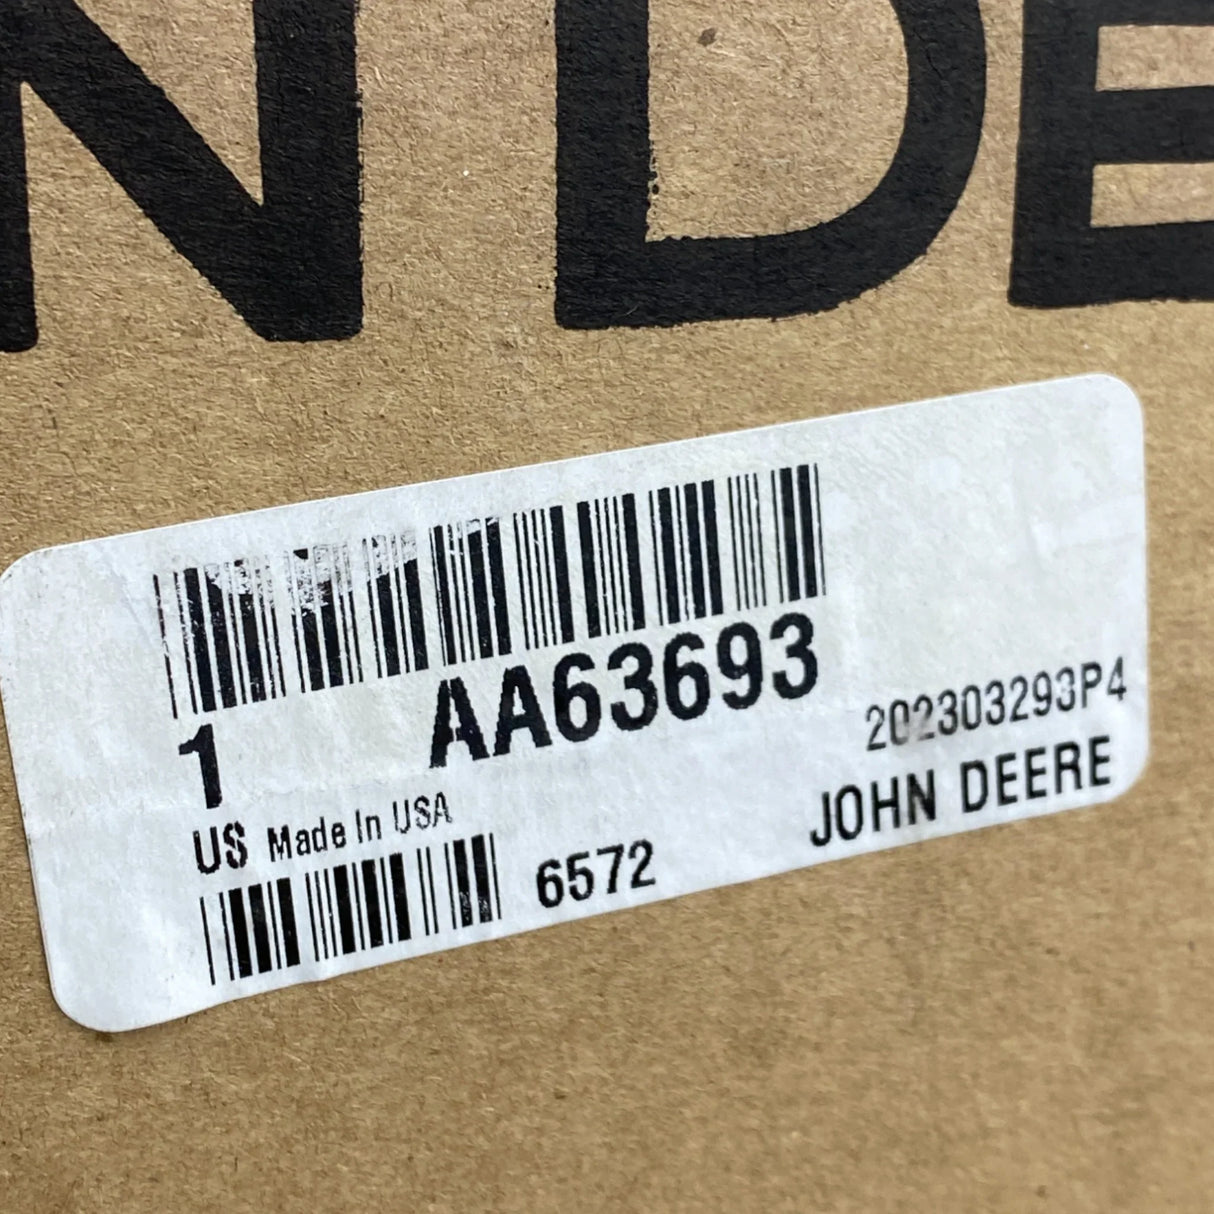 N DE
AA63693
1
202303293P4
US Made In USA
JOHN DEERE
6572